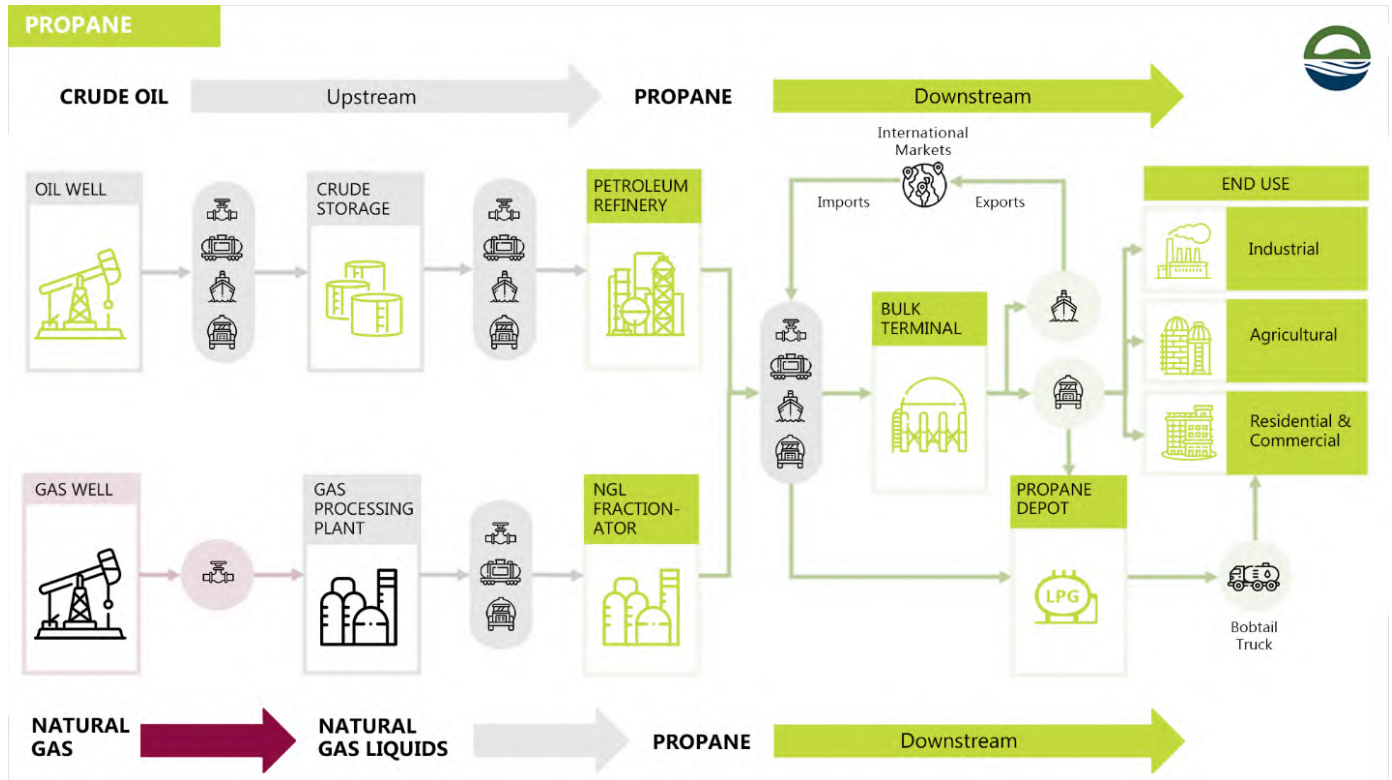 PROPANE
CRUDE OIL
Upstream
PROPANE
Downstream
International
Markets
Imports
Exports
OIL WELL
CRUDE
STORAGE
PETROLEUM
REFINERY
BULK
TERMINAL
END USE
Industrial
Agricultural
Residential &
Commercial
GAS WELL
GAS
PROCESSING
PLANT
NGL
FRACTION-
ATOR
PROPANE
DEPOT
LPG
Bobtail
Truck
NATURAL
GAS
NATURAL
GAS LIQUIDS
PROPANE
Downstream